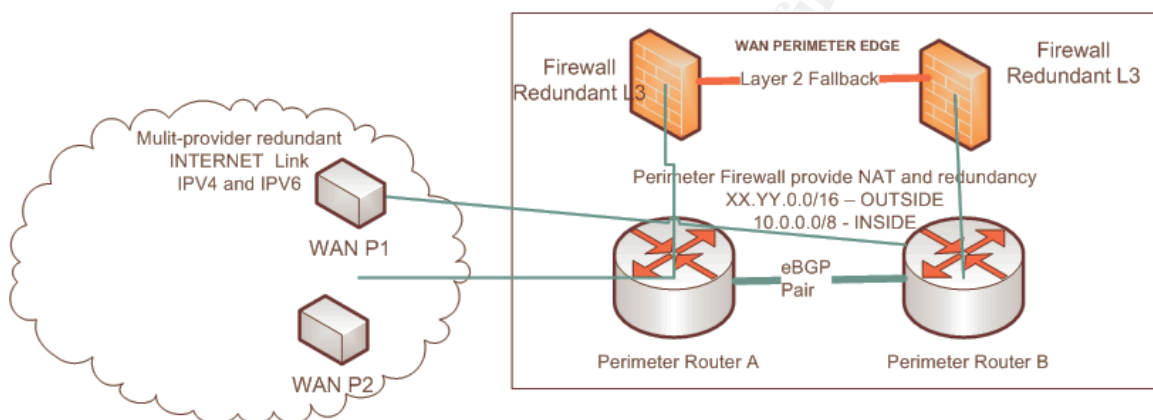 WAN PERIMETER EDGE
Firewall
Redundant L3
Layer 2 Fallback
Firewall
Redundant L3
Mulit-provider redundant
INTERNET Link
IPV4 and IPV6
WAN P1
WAN P2
Perimeter Firewall provide NAT and redundancy
XX.YY.0.0/16 – OUTSIDE
10.0.0.0/8 - INSIDE
eBGP
Pair
Perimeter Router A
Perimeter Router B